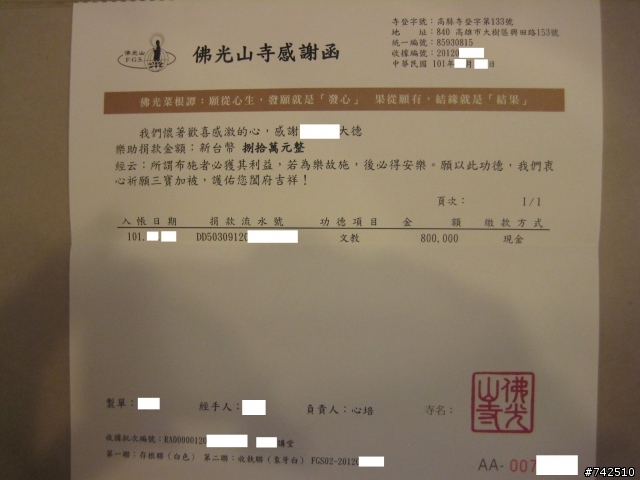 寺登字號：高縣寺登字第133號
地 址：840 高雄市大樹區興田路153號
統一編號：85930815
收據編號：20120
中華民國 101年 月 日
佛光山
F.G.S.
佛光山寺感謝函
佛光菜根譚：願從心生，發願就是「發心」 果從願有，結緣就是「結果」
我們懷著歡喜感激的心，感謝 大德
樂助捐款金額：新台幣 捌拾萬元整
經云：所謂布施者必獲其利益，若為樂故施，後必得安樂。願以此功德，我們衷
心祈願三寶加被，護佑您闔府吉祥！
頁次： 1/1
入帳日期 捐款流水號 功德項目 金額 繳款方式
101. DD50309120 文教 800,000 現金
製單： 經手人： 負責人：心培 寺名：
佛光山寺
收據批次編號：RA00000120 講堂
第一聯：存根聯（白色） 第二聯：收執聯（象牙白） FGS02-20120
AA-007
#742510